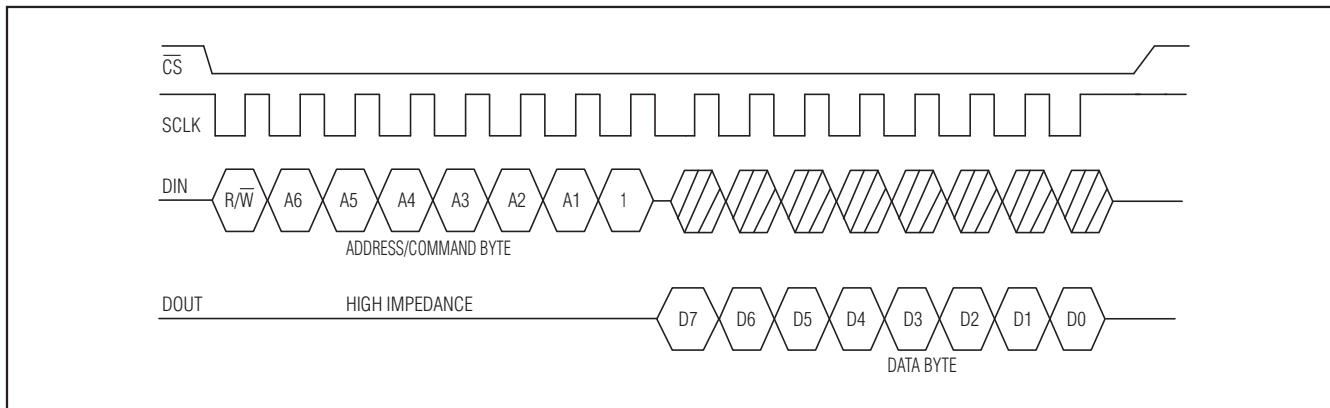 C̅S̅
SCLK
DIN R/W̅ A6 A5 A4 A3 A2 A1 1
ADDRESS/COMMAND BYTE
DOUT HIGH IMPEDANCE D7 D6 D5 D4 D3 D2 D1 D0
DATA BYTE